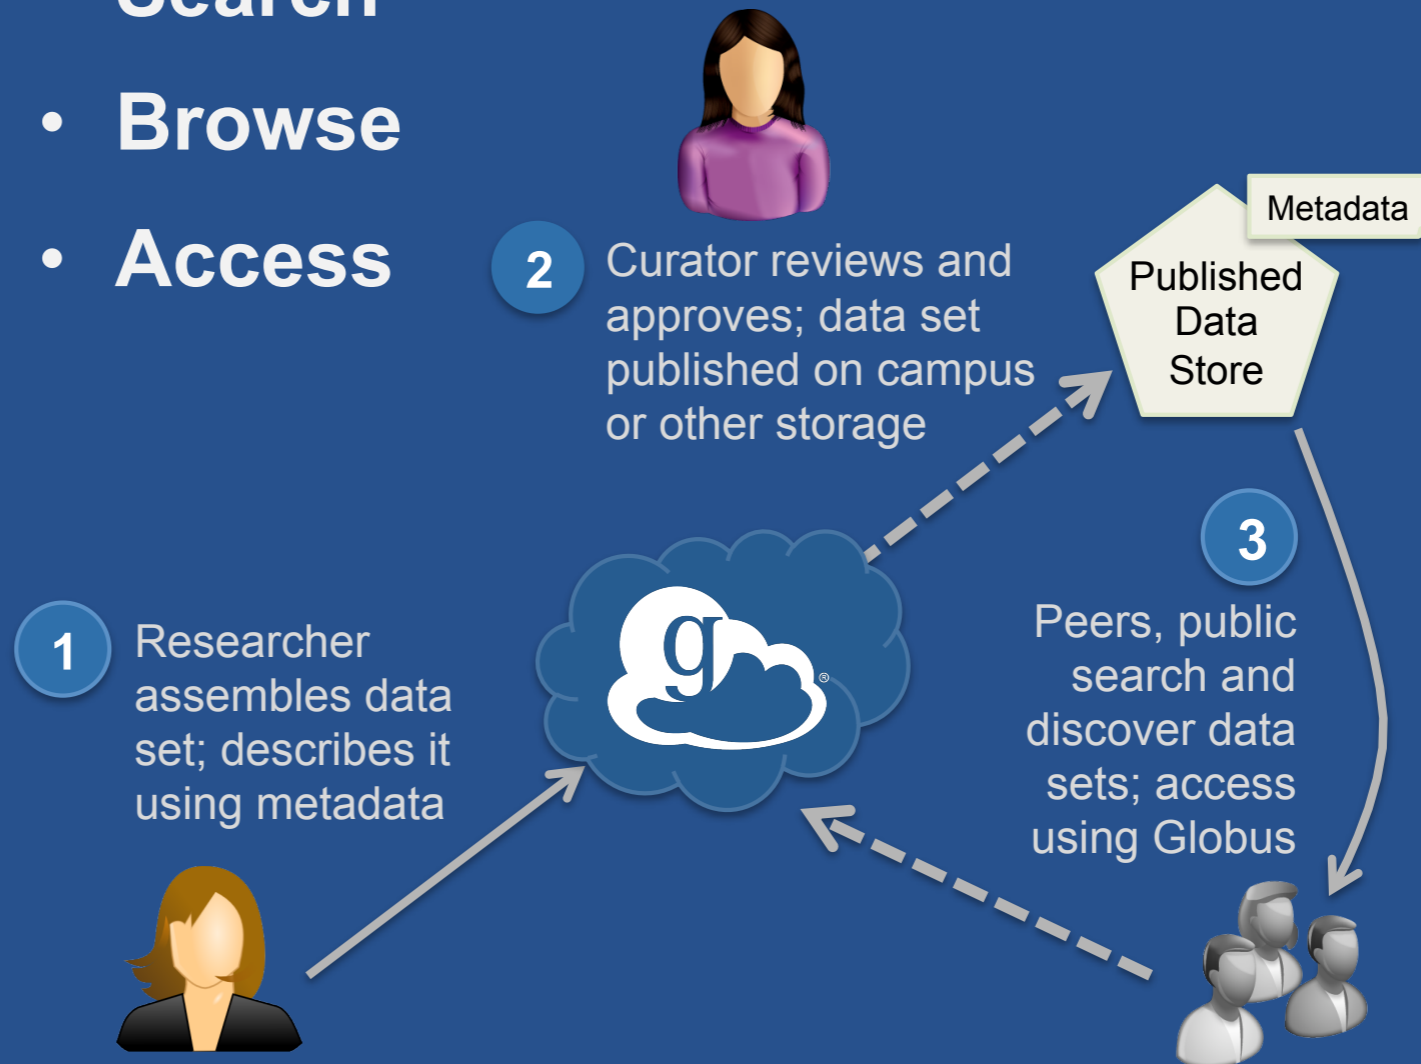 Search
• Browse
• Access
2
Curator reviews and
approves; data set
published on campus
or other storage
Metadata
Published
Data
Store
3
Peers, public
search and
discover data
sets; access
using Globus
1
Researcher
assembles data
set; describes it
using metadata
g
®